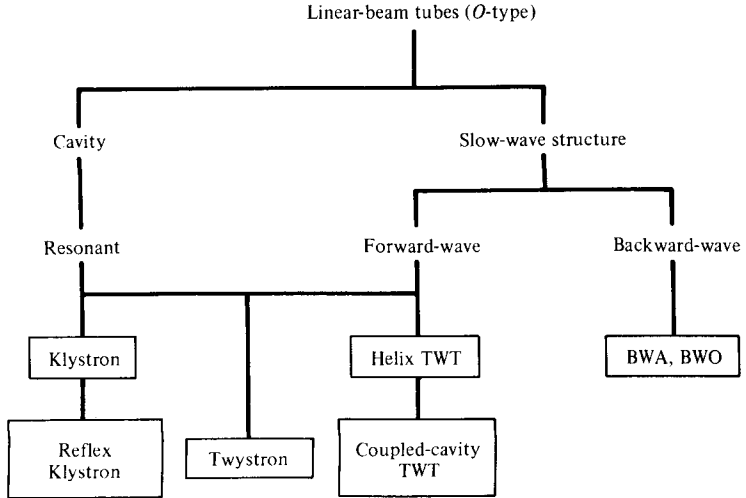 Linear-beam tubes (O-type)
Cavity
Slow-wave structure
Resonant
Forward-wave
Backward-wave
Klystron
Helix TWT
BWA, BWO
Reflex
Klystron
Twystron
Coupled-cavity
TWT